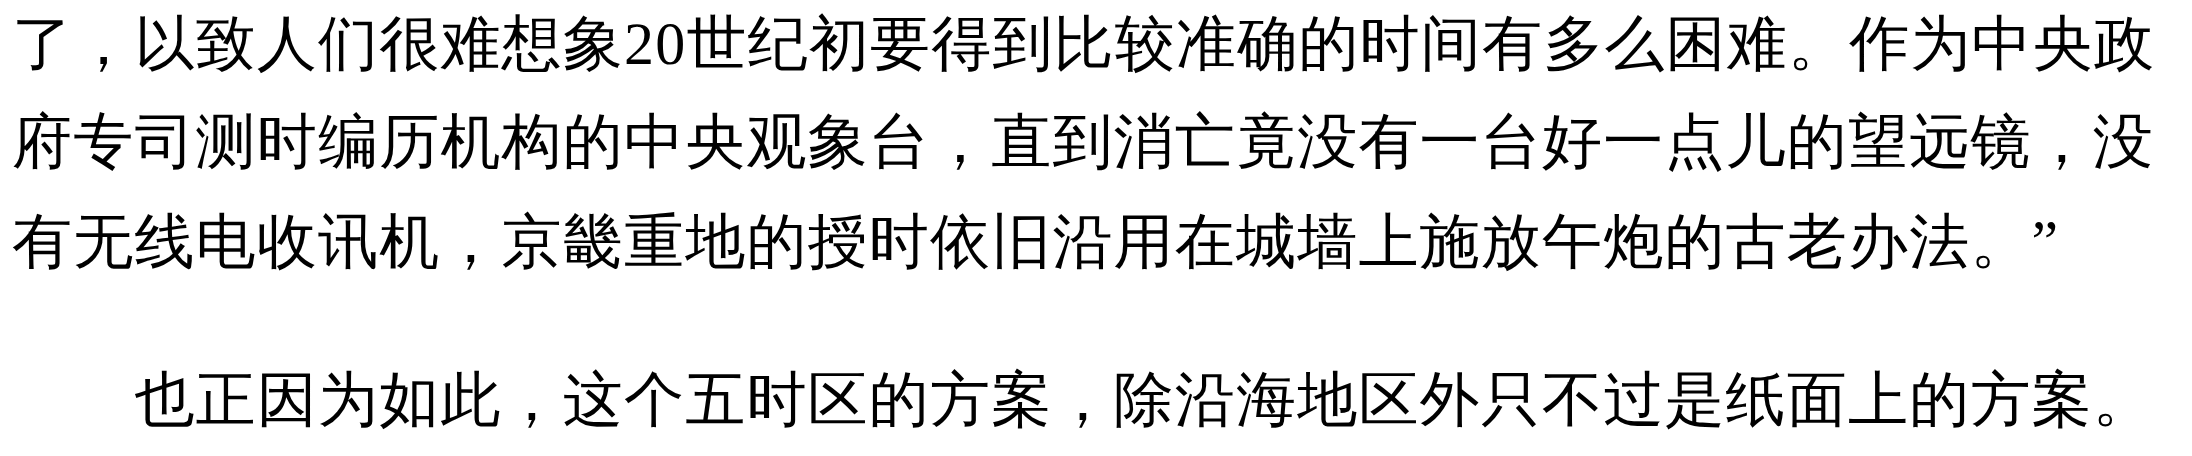 了，以致人们很难想象20世纪初要得到比较准确的时间有多么困难。作为中央政
府专司测时编历机构的中央观象台，直到消亡竟没有一台好一点儿的望远镜，没
有无线电收讯机，京畿重地的授时依旧沿用在城墙上施放午炮的古老办法。”
也正因为如此，这个五时区的方案，除沿海地区外只不过是纸面上的方案。